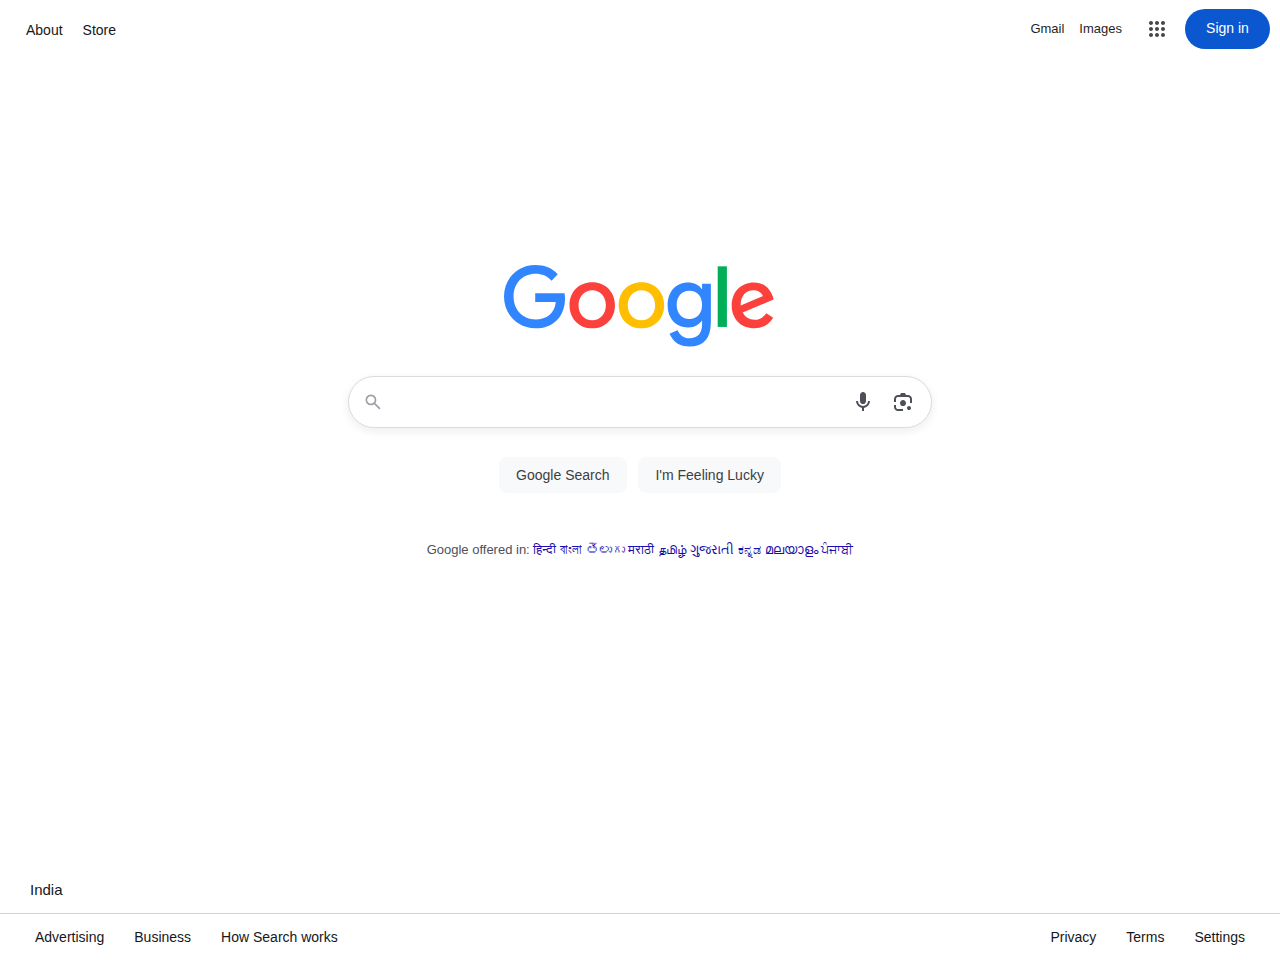 About Store
Gmail Images Sign in
Google
Google Search I'm Feeling Lucky
Google offered in: हिन्दी বাংলা తెలుగు मराठी தமிழ் ગુજરાતી ಕನ್ನಡ മലയാളം ਪੰਜਾਬੀ
India
Advertising Business How Search works
Privacy Terms Settings